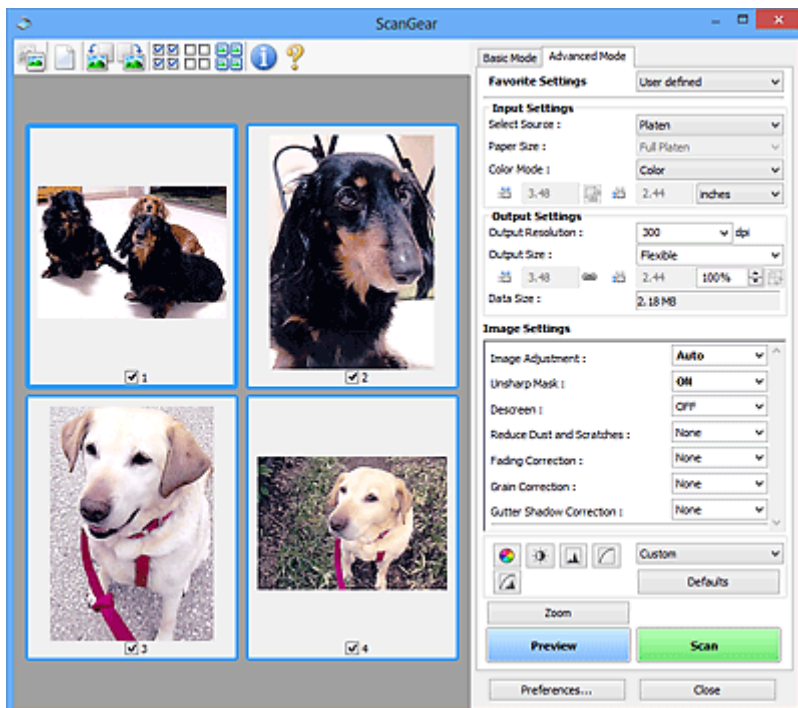 ScanGear
Basic Mode Advanced Mode
Favorite Settings User defined
Input Settings
Select Source : Platen
Paper Size : Full Platen
Color Mode : Color
3.48 2.44 inches
Output Settings
Output Resolution : 300 dpi
Output Size : Flexible
3.48 2.44 100%
Data Size : 2.18 MB
Image Settings
Image Adjustment : Auto
Unsharp Mask : ON
Descreen : OFF
Reduce Dust and Scratches : None
Fading Correction : None
Grain Correction : None
Gutter Shadow Correction : None
Custom
Defaults
Zoom
Preview Scan
Preferences... Close
1 2
3 4